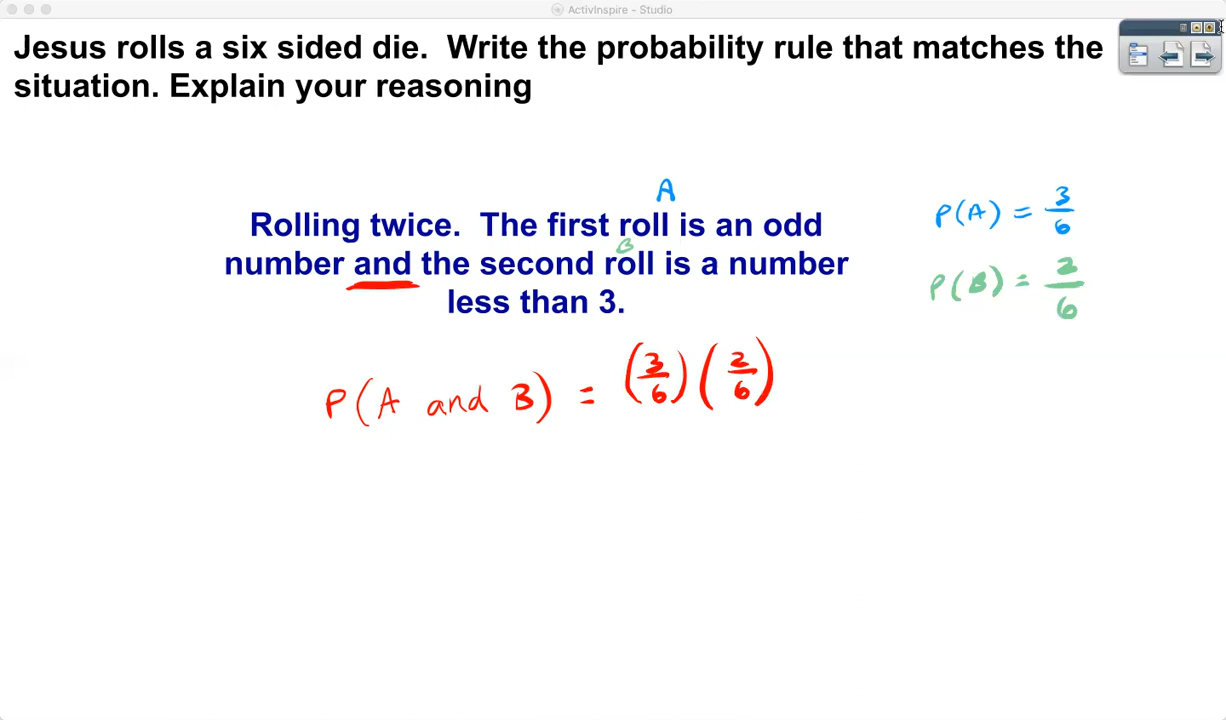 ActivInspire - Studio
Jesus rolls a six sided die. Write the probability rule that matches the
situation. Explain your reasoning
A
Rolling twice. The first roll is an odd
B
number and the second roll is a number
less than 3.
P(A) = 3/6
P(B) = 2/6
P(A and B) = (3/6)(2/6)